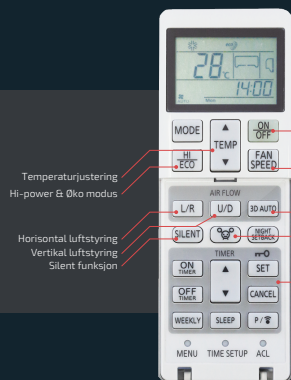 28 °C
14:00
MODE
ON
OFF
TEMP
HI
ECO
FAN
SPEED
Temperaturjustering
Hi-power & Øko modus
AIR FLOW
L/R
U/D
3D AUTO
Horisontal luftstyring
Vertikal luftstyring
Silent funksjon
SILENT
NIGHT
SETBACK
TIMER
ON
TIMER
SET
OFF
TIMER
CANCEL
WEEKLY
SLEEP
P /
MENU
TIME SETUP
ACL